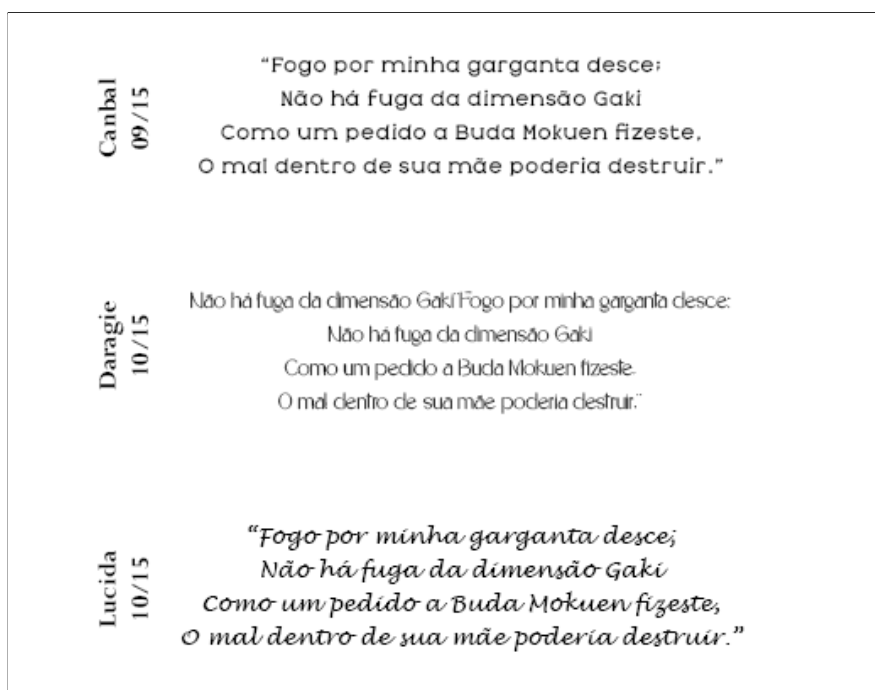 Canbal
09/15
“Fogo por minha garganta desce;
Não há fuga da dimensão Gaki
Como um pedido a Buda Mokuen fizeste,
O mal dentro de sua mãe poderia destruir.”
Daragie
10/15
Não há fuga da dimensão Gaki“Fogo por minha garganta desce;
Não há fuga da dimensão Gaki
Como um pedido a Buda Mokuen fizeste,
O mal dentro de sua mãe poderia destruir.”
Lucida
10/15
“Fogo por minha garganta desce;
Não há fuga da dimensão Gaki
Como um pedido a Buda Mokuen fizeste,
O mal dentro de sua mãe poderia destruir.”